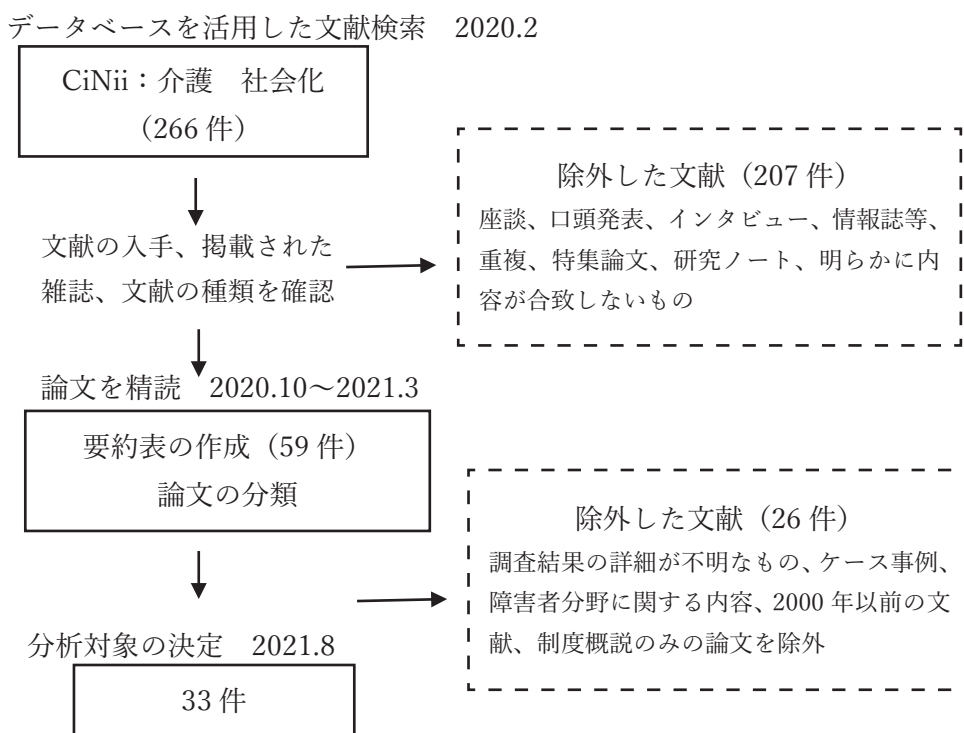 データベースを活用した文献検索　2020.2
CiNii：介護　社会化
（266 件）
除外した文献（207 件）
座談、口頭発表、インタビュー、情報誌等、
重複、特集論文、研究ノート、明らかに内
容が合致しないもの
文献の入手、掲載された
雑誌、文献の種類を確認
論文を精読　2020.10～2021.3
要約表の作成（59 件）
論文の分類
除外した文献（26 件）
調査結果の詳細が不明なもの、ケース事例、
障害者分野に関する内容、2000 年以前の文
献、制度概説のみの論文を除外
分析対象の決定　2021.8
33 件